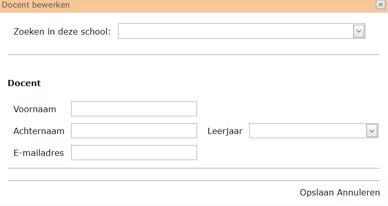 Docent bewerken
Zoeken in deze school:
Docent
Voornaam
Achternaam Leerjaar
E-mailadres
Opslaan Annuleren